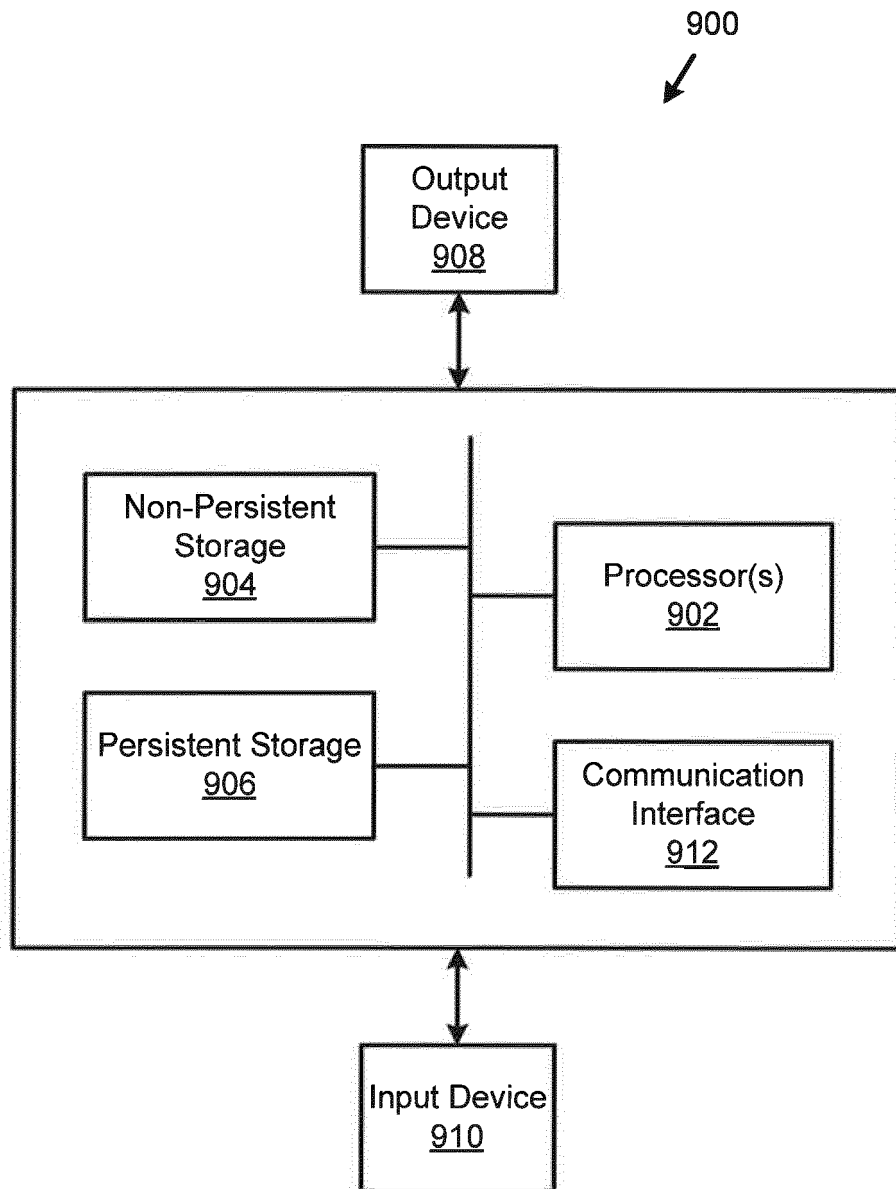 900
Output
Device
908
Non-Persistent
Storage
904
Processor(s)
902
Persistent Storage
906
Communication
Interface
912
Input Device
910